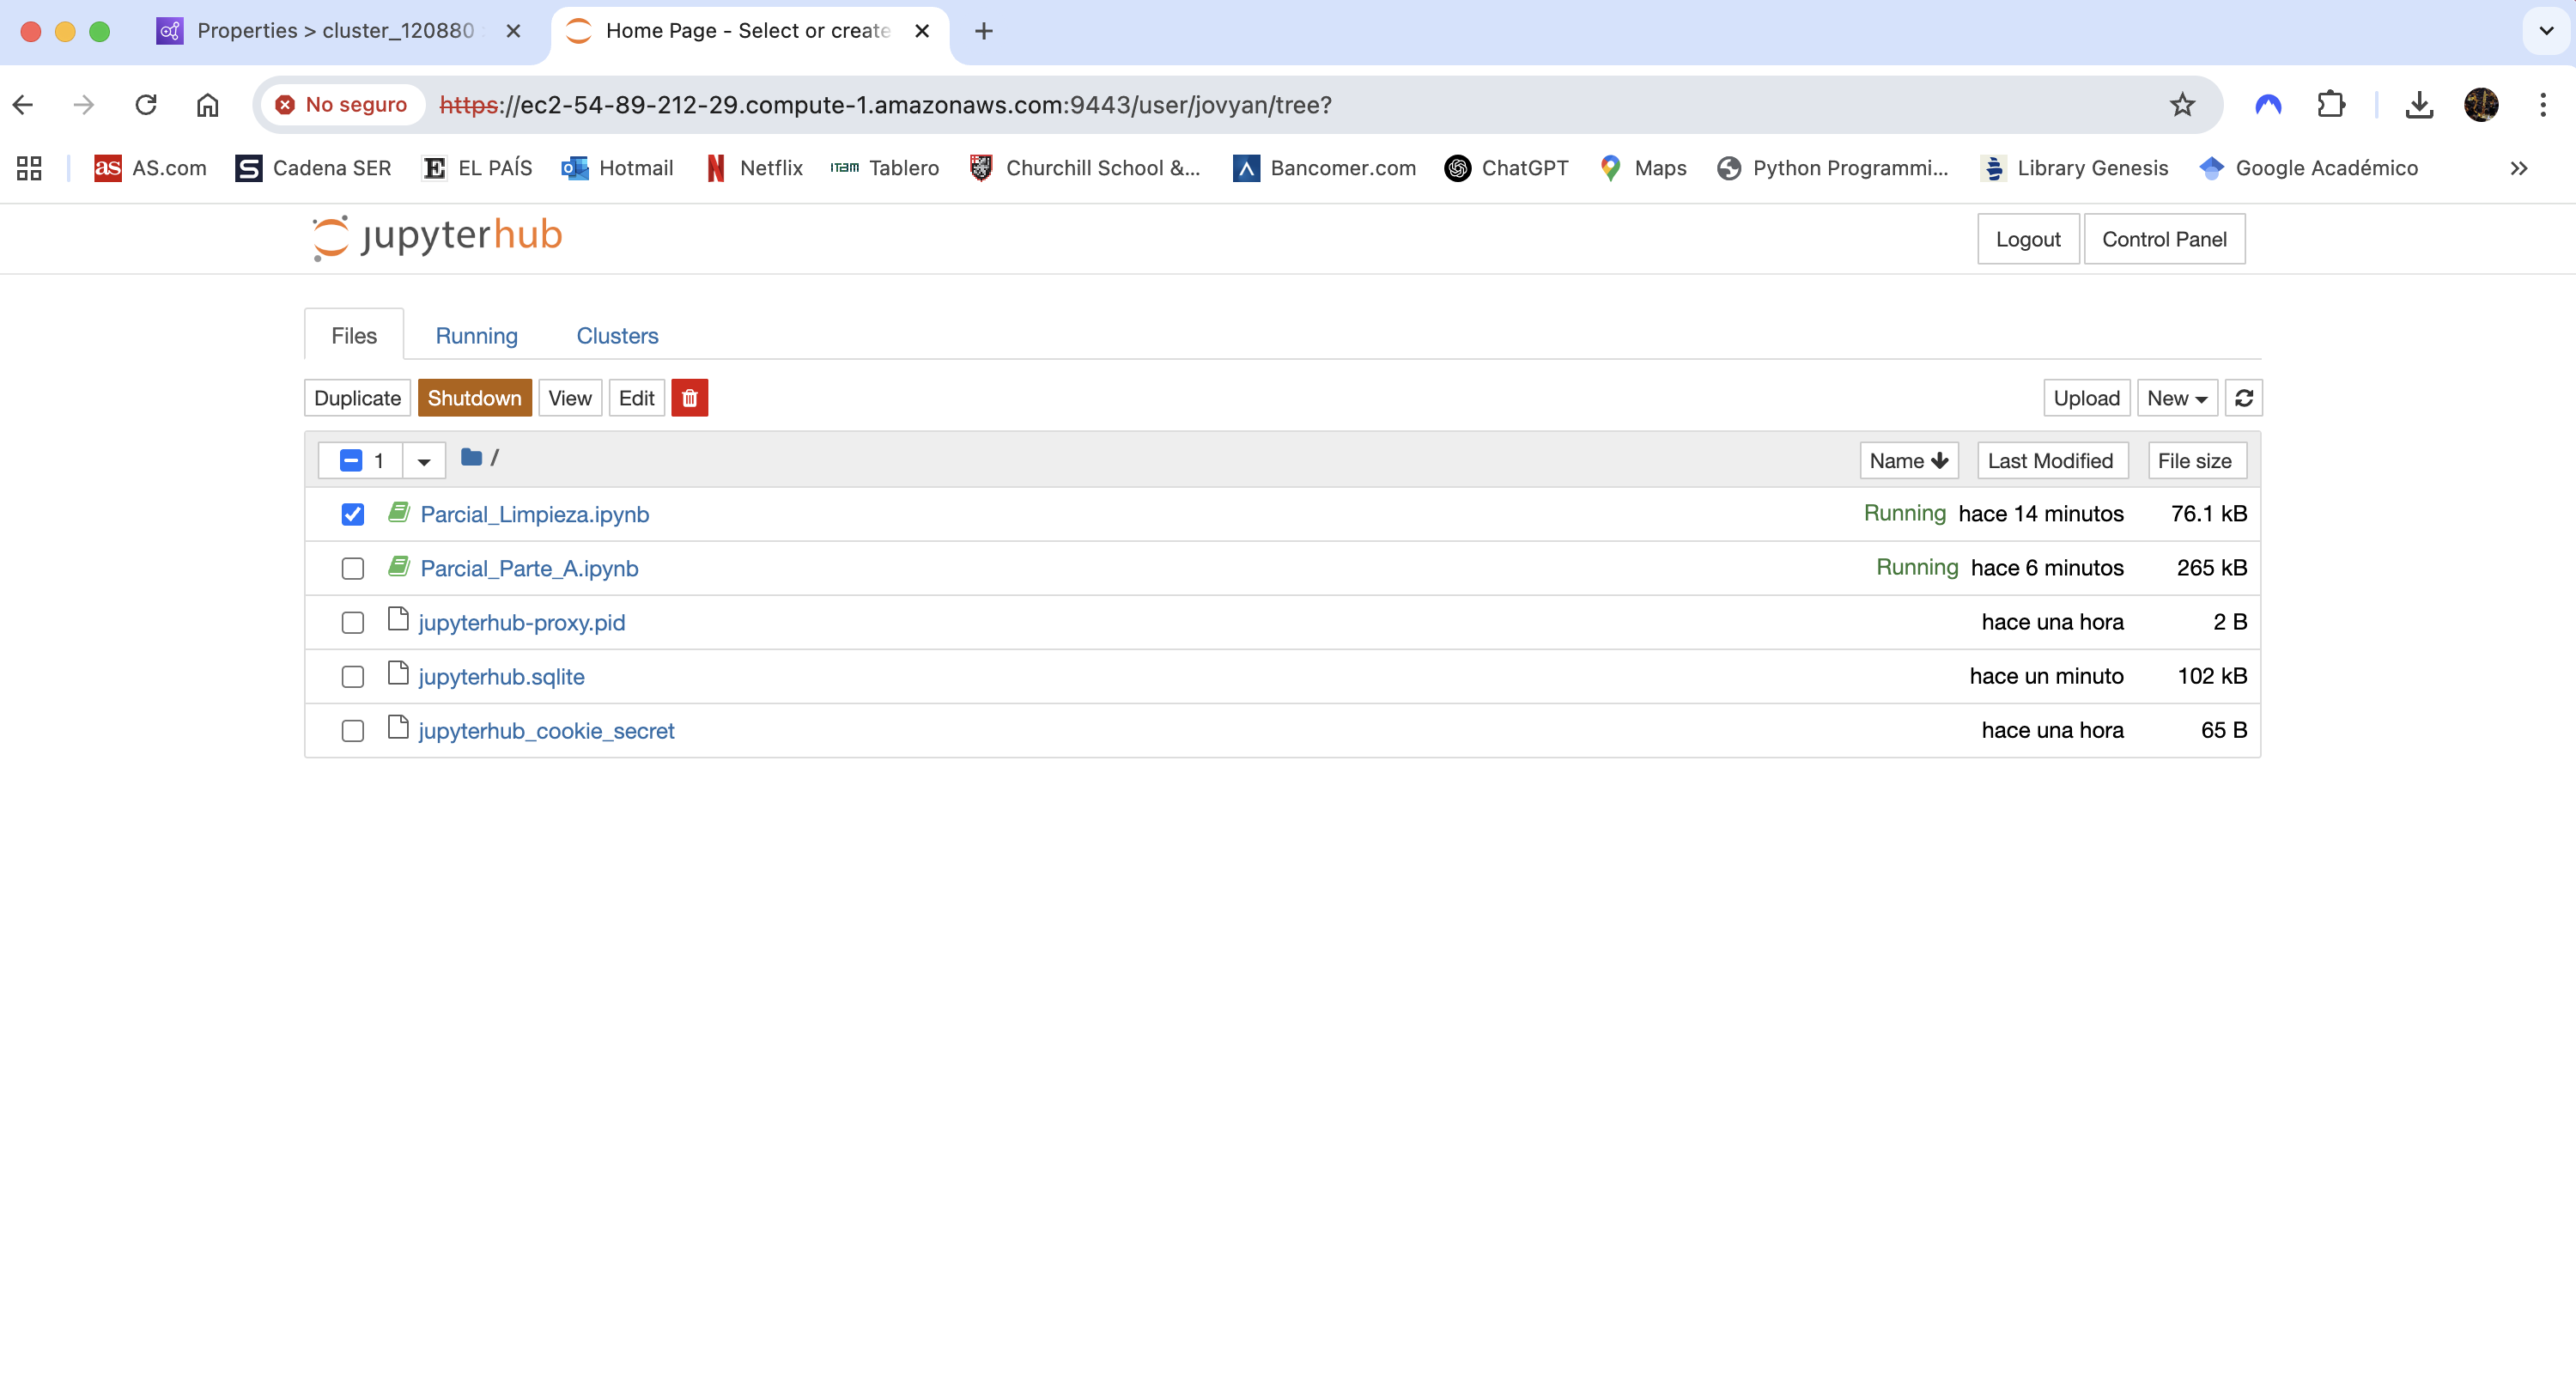 Properties > cluster_120880
Home Page - Select or create
No seguro
https://ec2-54-89-212-29.compute-1.amazonaws.com:9443/user/jovyan/tree?
as AS.com
S Cadena SER
E EL PAÍS
Hotmail
N Netflix
ITAM Tablero
Churchill School &...
Bancomer.com
ChatGPT
Maps
Python Programmi...
Library Genesis
Google Académico
jupyterhub
Logout
Control Panel
Files
Running
Clusters
Duplicate
Shutdown
View
Edit
Upload
New
1
/
Name
Last Modified
File size
Parcial_Limpieza.ipynb Running hace 14 minutos 76.1 kB
Parcial_Parte_A.ipynb Running hace 6 minutos 265 kB
jupyterhub-proxy.pid hace una hora 2 B
jupyterhub.sqlite hace un minuto 102 kB
jupyterhub_cookie_secret hace una hora 65 B